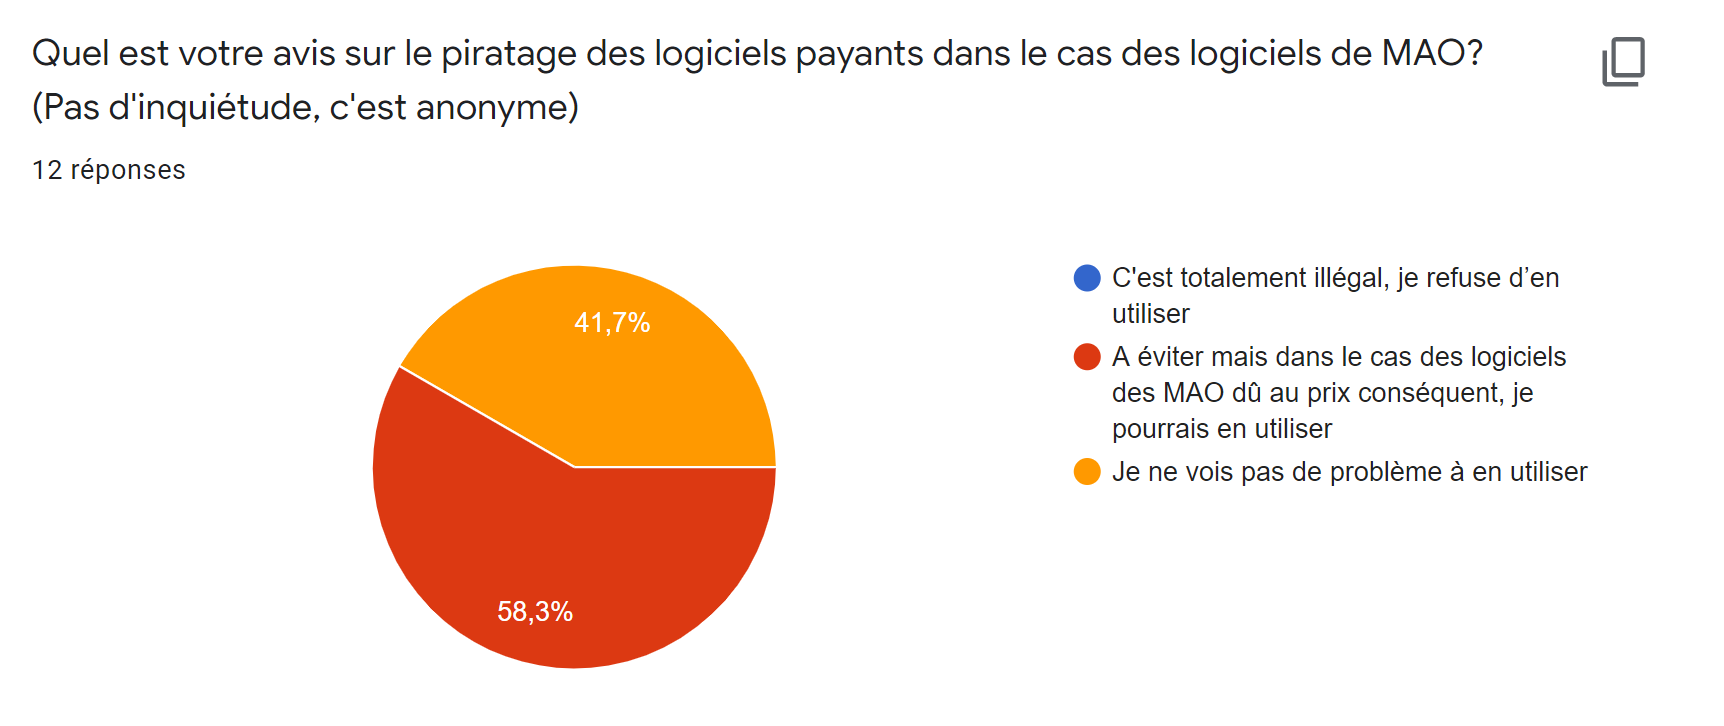 Quel est votre avis sur le piratage des logiciels payants dans le cas des logiciels de MAO?
(Pas d'inquiétude, c'est anonyme)
12 réponses
41,7%
58,3%
C'est totalement illégal, je refuse d’en
utiliser
A éviter mais dans le cas des logiciels
des MAO dû au prix conséquent, je
pourrais en utiliser
Je ne vois pas de problème à en utiliser